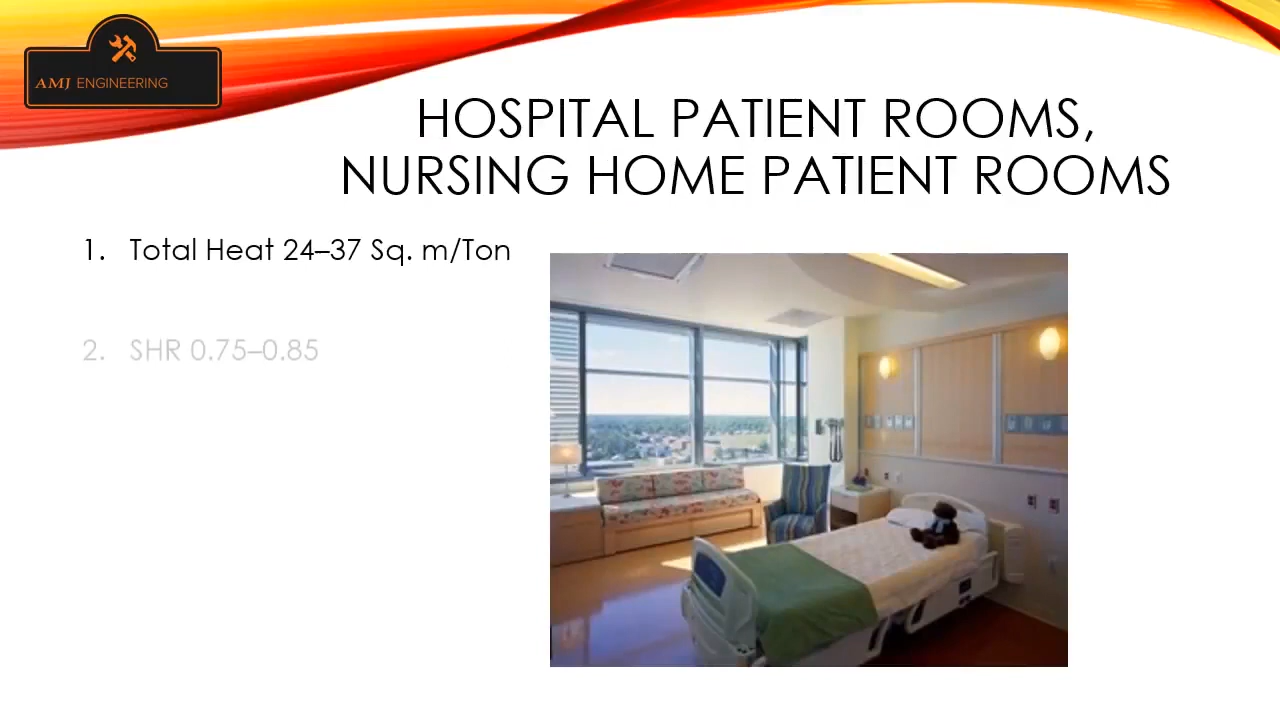 AMJ ENGINEERING
HOSPITAL PATIENT ROOMS,
NURSING HOME PATIENT ROOMS
1. Total Heat 24–37 Sq. m/Ton
2. SHR 0.75–0.85